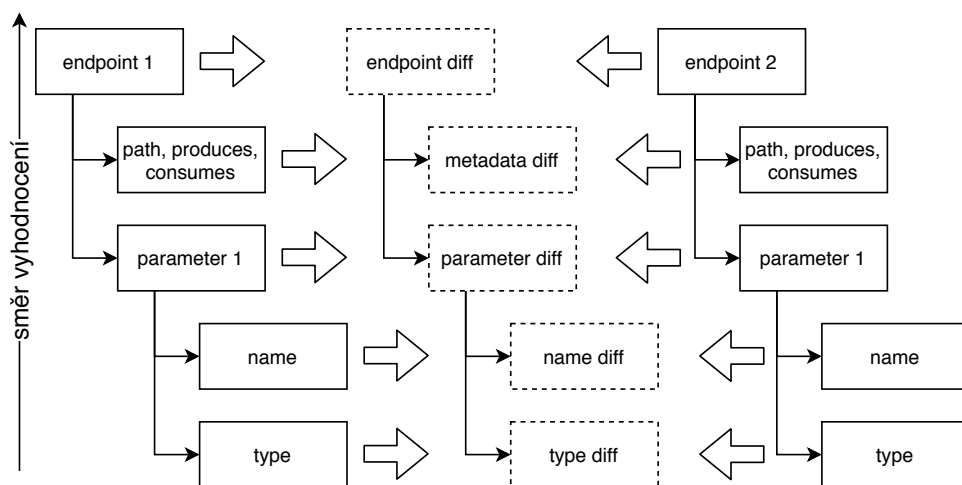 směr vyhodnocení
endpoint 1
endpoint diff
endpoint 2
path, produces,
consumes
metadata diff
path, produces,
consumes
parameter 1
parameter diff
parameter 1
name
name diff
name
type
type diff
type